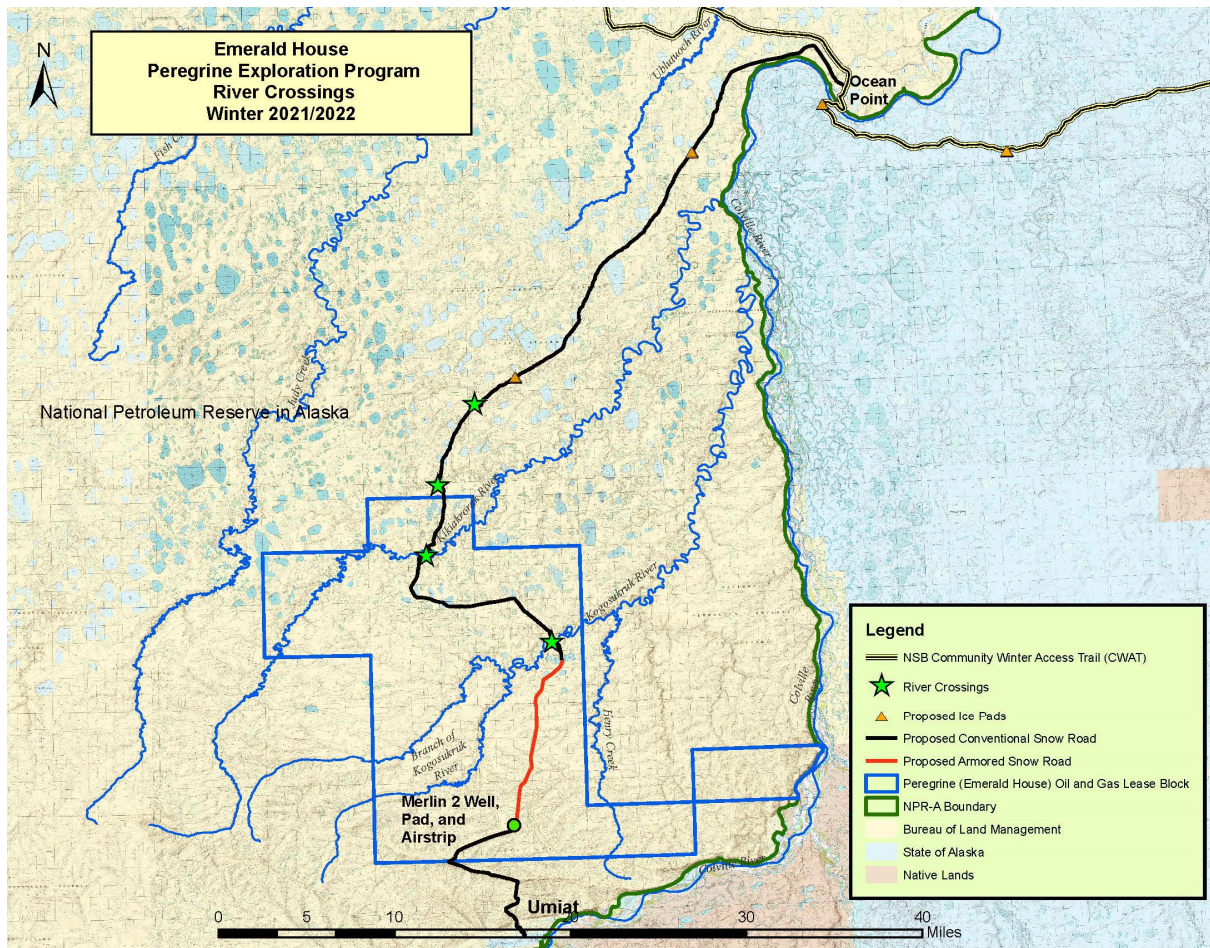 N
Emerald House
Peregrine Exploration Program
River Crossings
Winter 2021/2022
Ublutuoch River
Ocean
Point
Fish
Colville River
Judy Creek
National Petroleum Reserve in Alaska
Kikiakrorak River
Kogosukruk River
Colville
Henry Creek
Branch of
Kogosukruk
River
Merlin 2 Well,
Pad, and
Airstrip
Colville River
Umiat
0 5 10 20 30 40
Miles
Legend
NSB Community Winter Access Trail (CWAT)
River Crossings
Proposed Ice Pads
Proposed Conventional Snow Road
Proposed Armored Snow Road
Peregrine (Emerald House) Oil and Gas Lease Block
NPR-A Boundary
Bureau of Land Management
State of Alaska
Native Lands